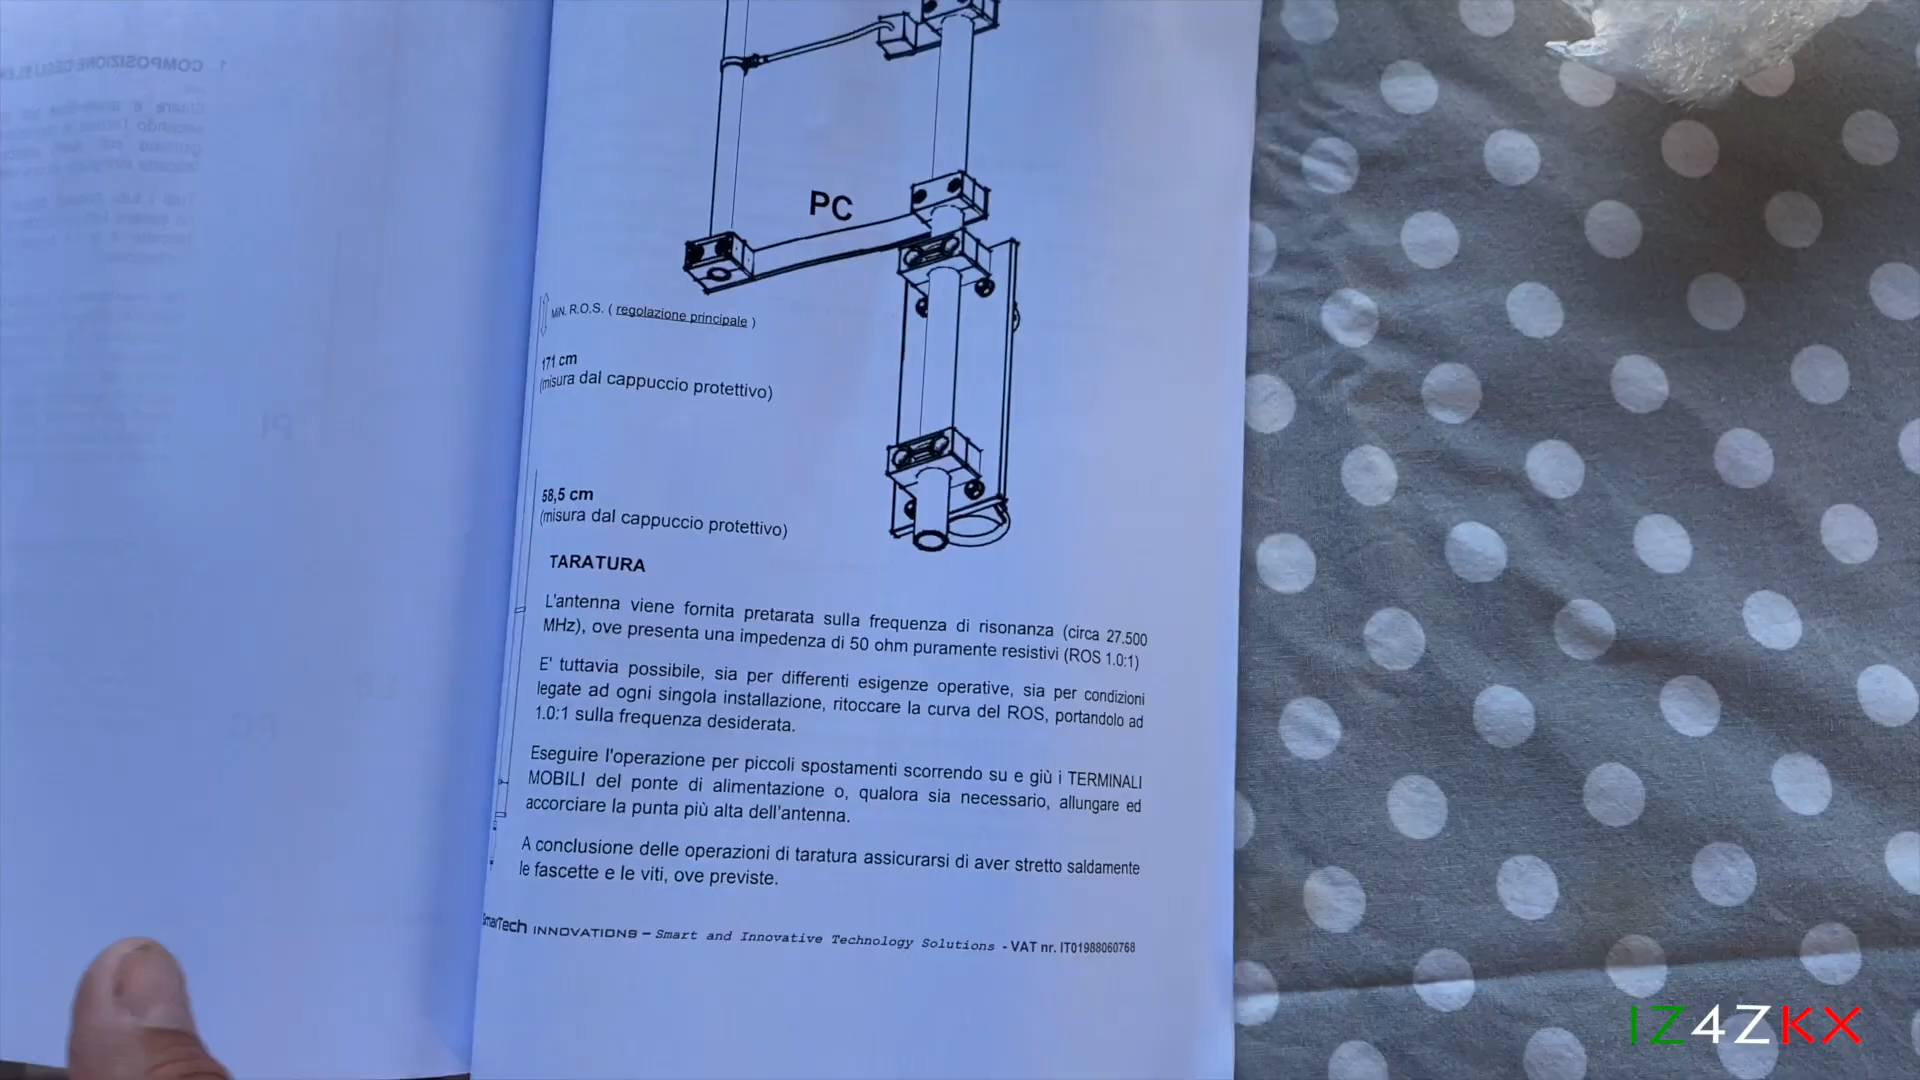 PC
MIN. R.O.S. ( regolazione principale )
171 cm
(misura dal cappuccio protettivo)
58,5 cm
(misura dal cappuccio protettivo)
TARATURA
L'antenna viene fornita pretarata sulla frequenza di risonanza (circa 27.500
MHz), ove presenta una impedenza di 50 ohm puramente resistivi (ROS 1.0:1)
E' tuttavia possibile, sia per differenti esigenze operative, sia per condizioni
legate ad ogni singola installazione, ritoccare la curva del ROS, portandolo ad
1.0:1 sulla frequenza desiderata.
Eseguire l'operazione per piccoli spostamenti scorrendo su e giù i TERMINALI
MOBILI del ponte di alimentazione o, qualora sia necessario, allungare ed
accorciare la punta più alta dell'antenna.
A conclusione delle operazioni di taratura assicurarsi di aver stretto saldamente
le fascette e le viti, ove previste.
SmarTech INNOVATIONS – Smart and Innovative Technology Solutions - VAT nr. IT01988060768
IZ4ZKX